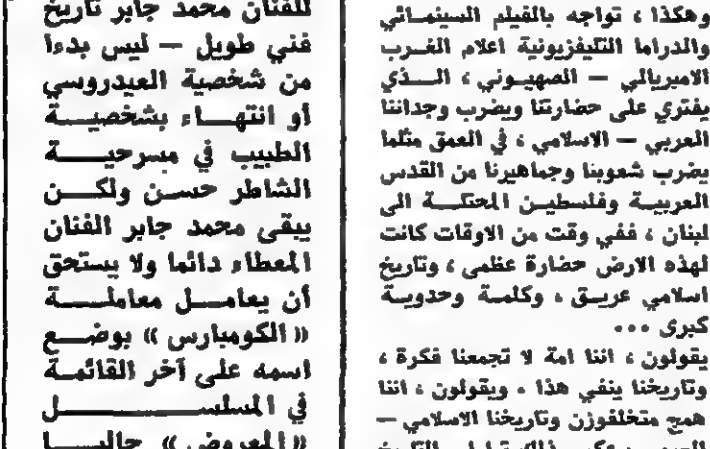 وهكذا ، تواجه بالفيلم السينمائي
والدراما التليفزيونية اعلام الغرب
الامبريالي — الصهيوني ، الذي
يفتري على حضارتنا ويضرب وجداننا
العربي — الاسلامي ، في العمق مثلما
يضرب شعوبنا وجماهيرنا من القدس
العربية وفلسطين المحتلة الى
لبنان ، ففي وقت من الاوقات كانت
لهذه الارض حضارة عظمى ، وتاريخ
اسلامي عريق ، وكلمة وحدوية
كبرى ...
يقولون ، اننا امة لا تجمعنا فكرة ،
وتاريخنا ينفي هذا . ويقولون ، اننا
همج متخلفوزن وتاريخنا الاسلامي —
للفنان محمد جابر تاريخ
فني طويل — ليس بدءا
من شخصية العيدروسي
أو انتهاء بشخصية
الطبيب في مسرحية
الشاطر حسن ولكن
يبقى محمد جابر الفنان
المعطاء دائما ولا يستحق
أن يعامل معاملة
« الكومبارس » بوضع
اسمه على آخر القائمة
في المسلسل
« المعروض » حاليا